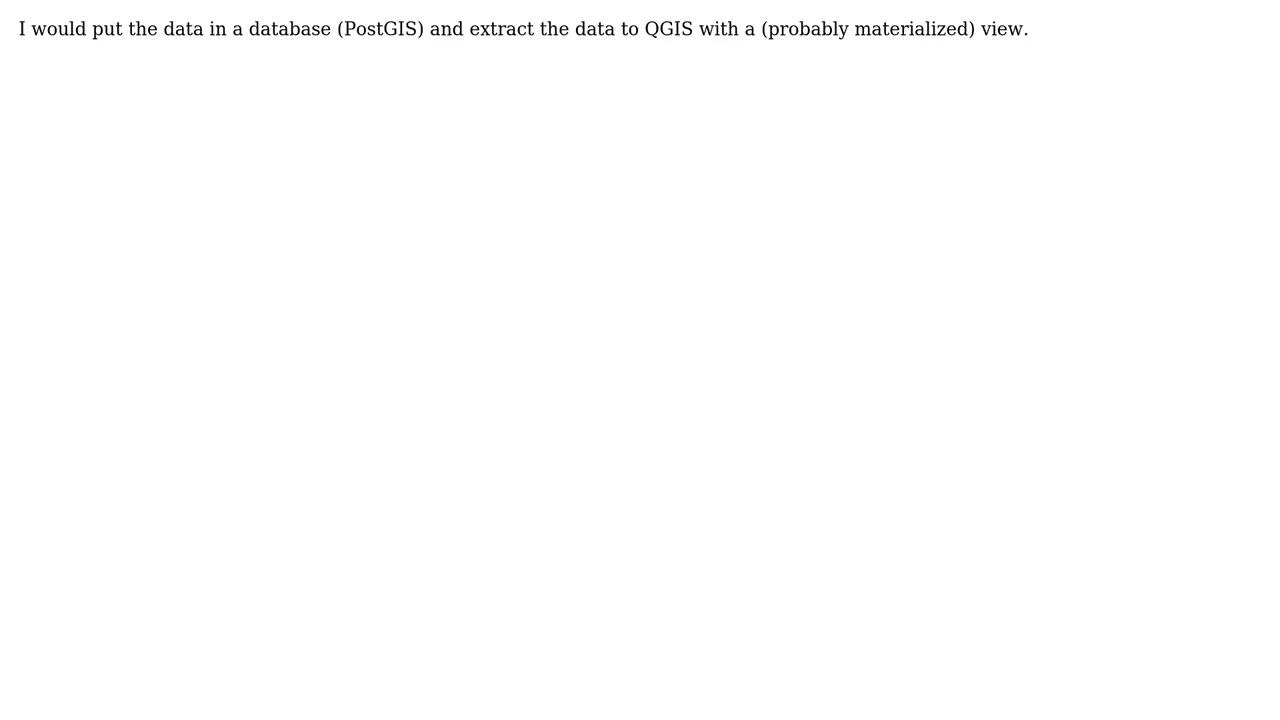 I would put the data in a database (PostGIS) and extract the data to QGIS with a (probably materialized) view.